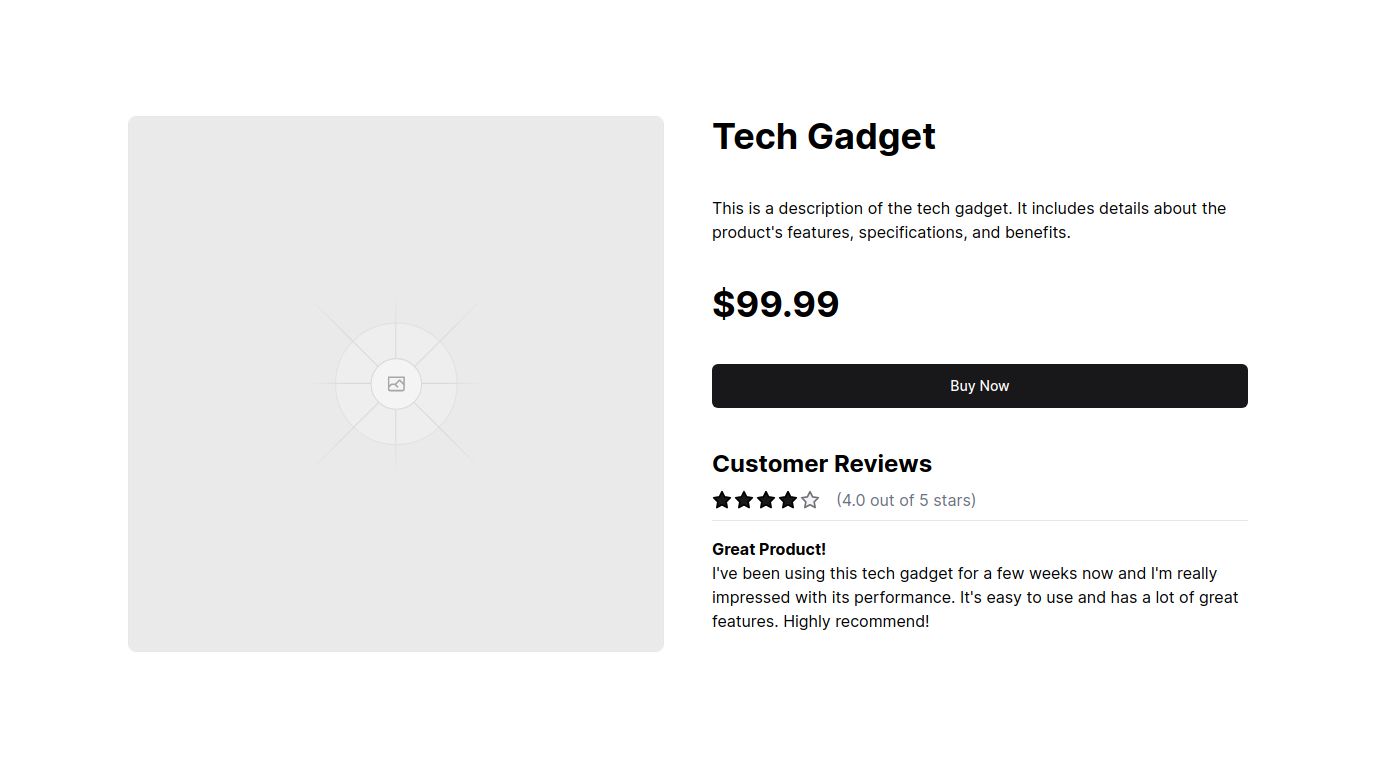 Tech Gadget
This is a description of the tech gadget. It includes details about the
product's features, specifications, and benefits.
$99.99
Buy Now
Customer Reviews
(4.0 out of 5 stars)
Great Product!
I've been using this tech gadget for a few weeks now and I'm really
impressed with its performance. It's easy to use and has a lot of great
features. Highly recommend!